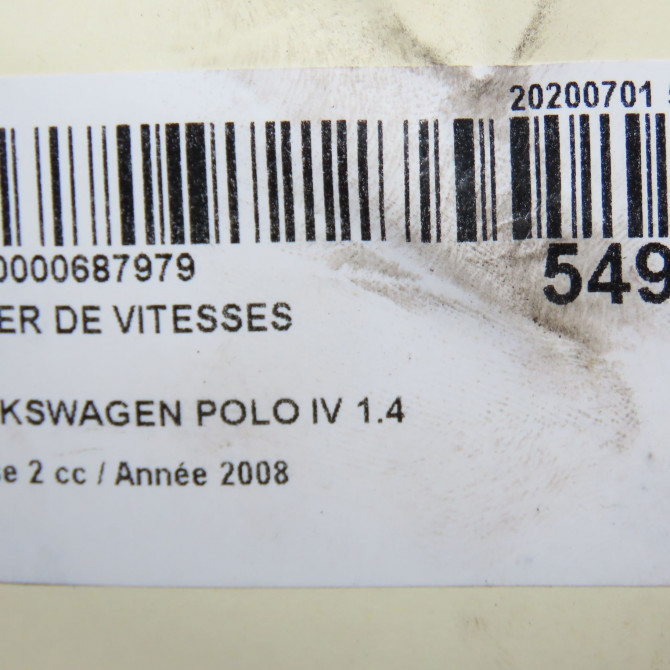 20200701
0000687979
549
ER DE VITESSES
KSWAGEN POLO IV 1.4
e 2 cc / Année 2008